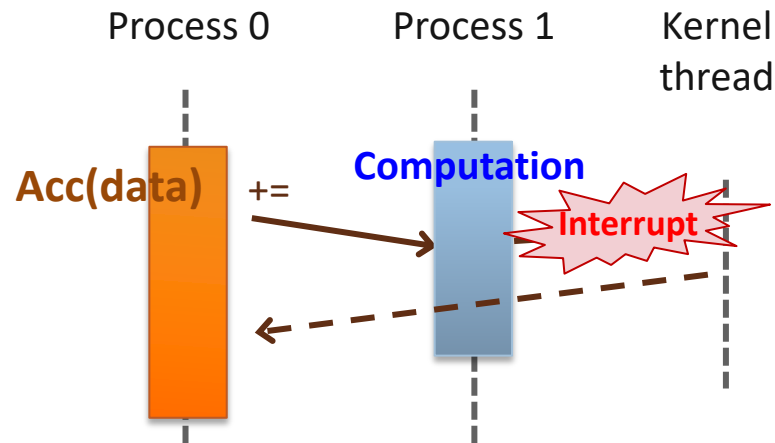 Process 0
Process 1
Kernel
thread
Acc(data)
+=
Computation
Interrupt